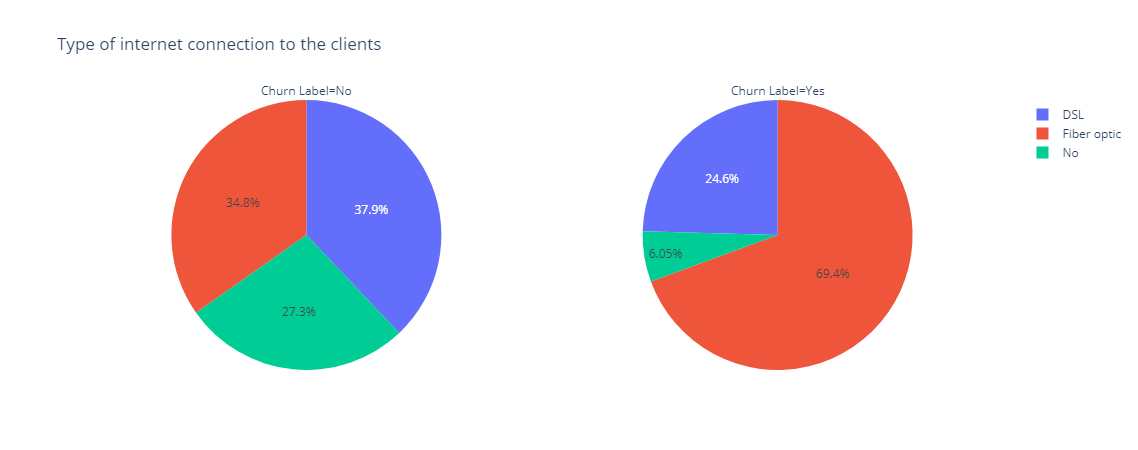 Type of internet connection to the clients
Churn Label=No
Churn Label=Yes
DSL
Fiber optic
No
34.8%
37.9%
27.3%
24.6%
6.05%
69.4%